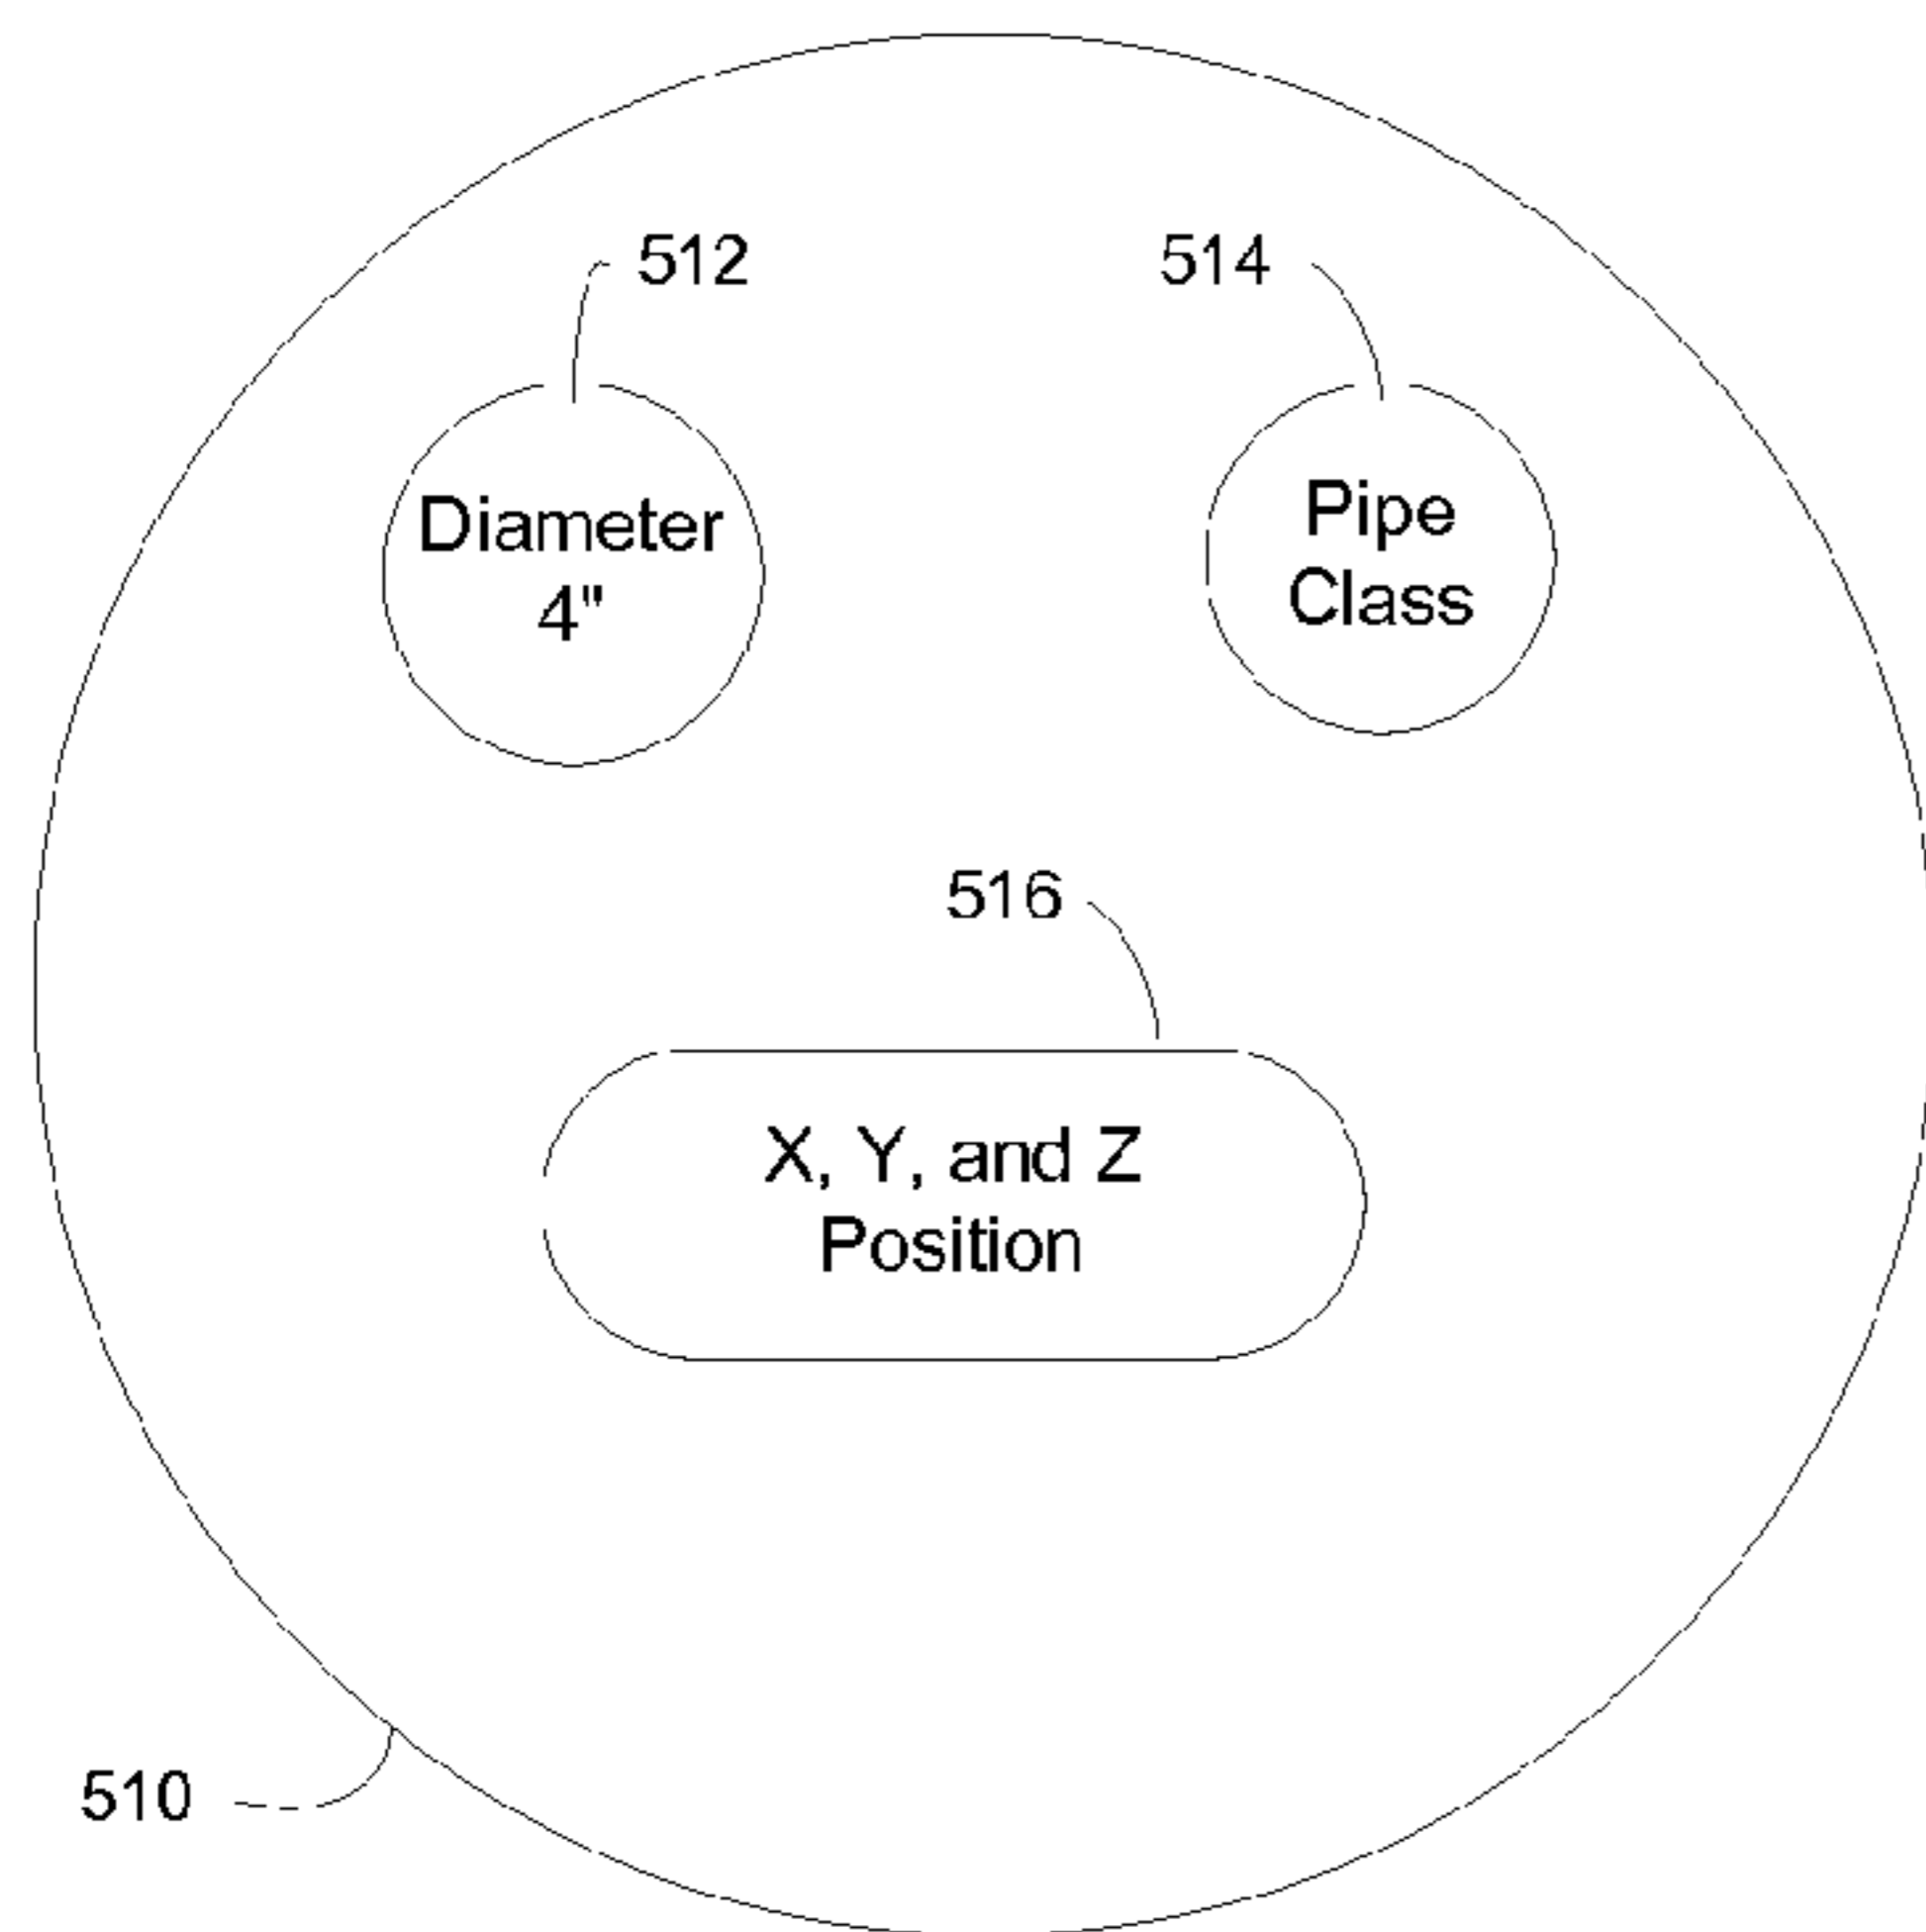 512
514
Diameter
4"
Pipe
Class
516
X, Y, and Z
Position
510